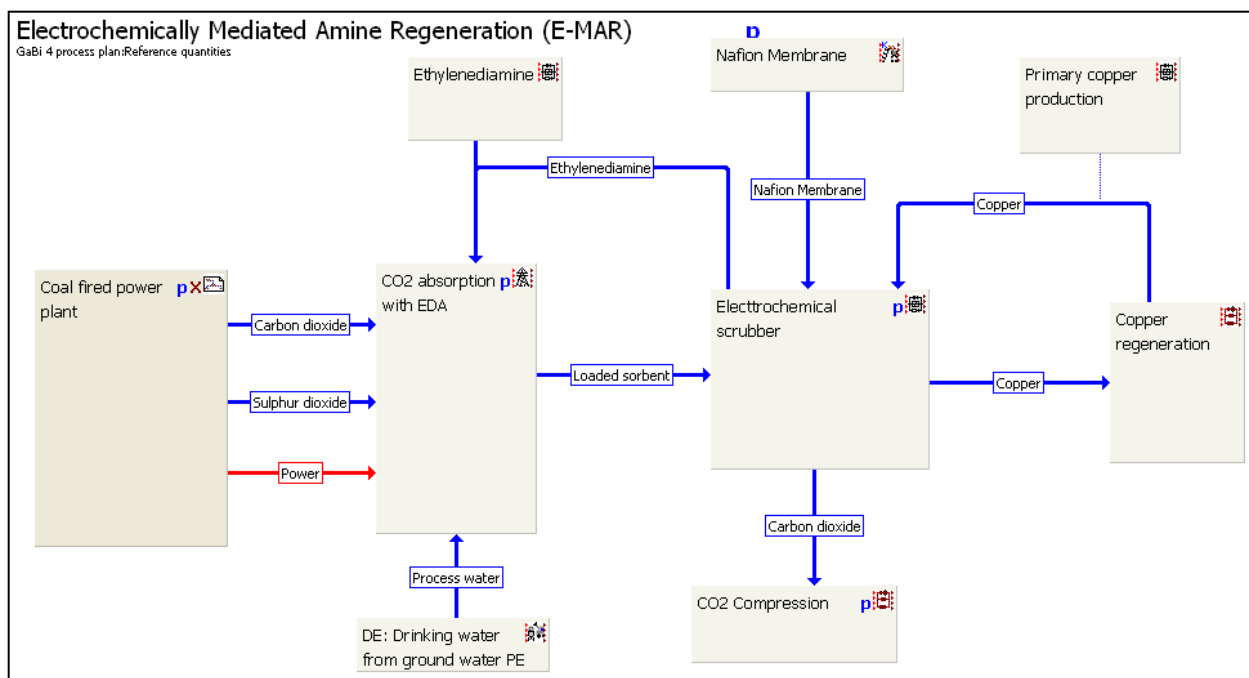 Electrochemically Mediated Amine Regeneration (E-MAR)
GaBi 4 process plan:Reference quantities
p
Ethylenediamine
Nafion Membrane
Primary copper
production
Ethylenediamine
Nafion Membrane
Copper
Coal fired power
plant
pX
CO2 absorption
with EDA
p
Electtrochemical
scrubber
p
Copper
regeneration
Carbon dioxide
Loaded sorbent
Copper
Sulphur dioxide
Power
Carbon dioxide
Process water
CO2 Compression
p
DE: Drinking water
from ground water PE